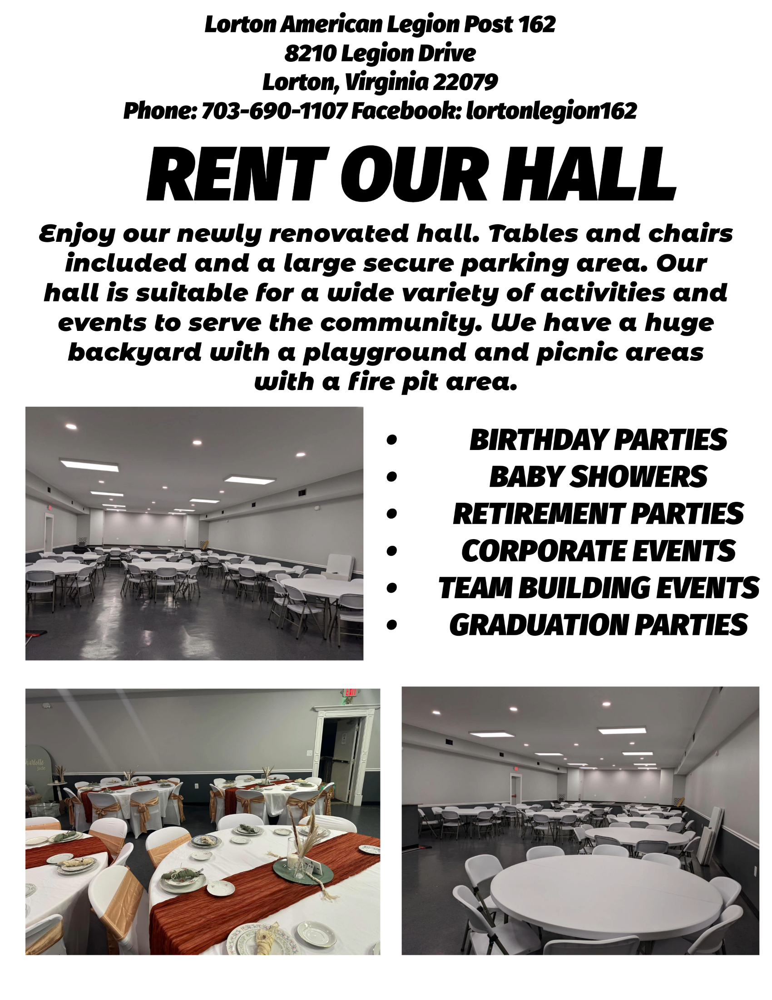 Lorton American Legion Post 162
8210 Legion Drive
Lorton, Virginia 22079
Phone: 703-690-1107 Facebook: lortonlegion162
RENT OUR HALL
Enjoy our newly renovated hall. Tables and chairs
included and a large secure parking area. Our
hall is suitable for a wide variety of activities and
events to serve the community. We have a huge
backyard with a playground and picnic areas
with a fire pit area.
• BIRTHDAY PARTIES
• BABY SHOWERS
• RETIREMENT PARTIES
• CORPORATE EVENTS
• TEAM BUILDING EVENTS
• GRADUATION PARTIES
EXIT
harlotte
Jade